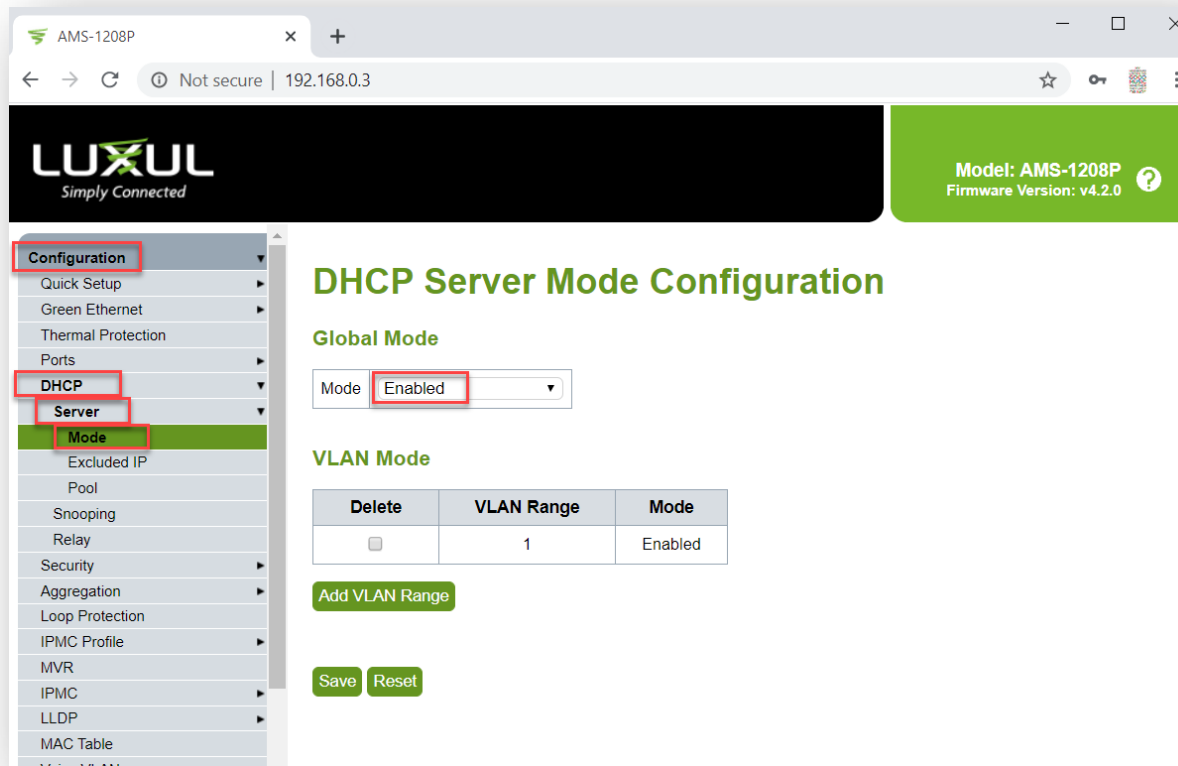 AMS-1208P
Not secure | 192.168.0.3
LUXUL
Simply Connected
Model: AMS-1208P
Firmware Version: v4.2.0
Configuration
Quick Setup
Green Ethernet
Thermal Protection
Ports
DHCP
Server
Mode
Excluded IP
Pool
Snooping
Relay
Security
Aggregation
Loop Protection
IPMC Profile
MVR
IPMC
LLDP
MAC Table
DHCP Server Mode Configuration
Global Mode
Mode Enabled
VLAN Mode
Delete VLAN Range Mode
1 Enabled
Add VLAN Range
Save Reset